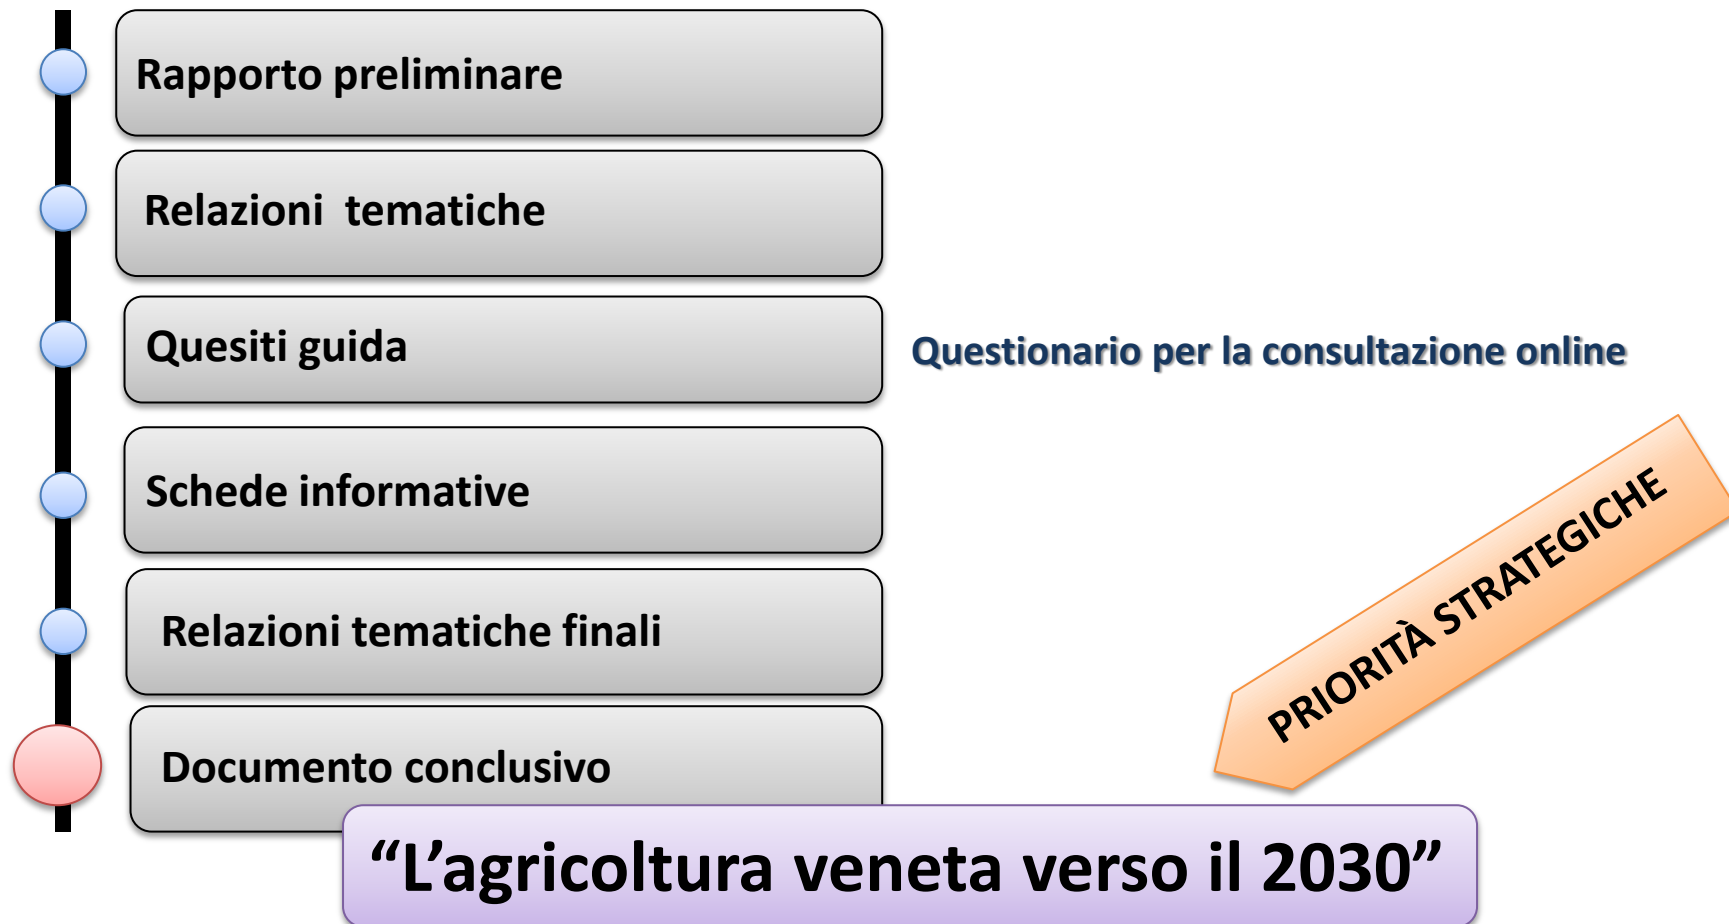 Rapporto preliminare
Relazioni tematiche
Quesiti guida
Questionario per la consultazione online
Schede informative
PRIORITÀ STRATEGICHE
Relazioni tematiche finali
Documento conclusivo
“L’agricoltura veneta verso il 2030”